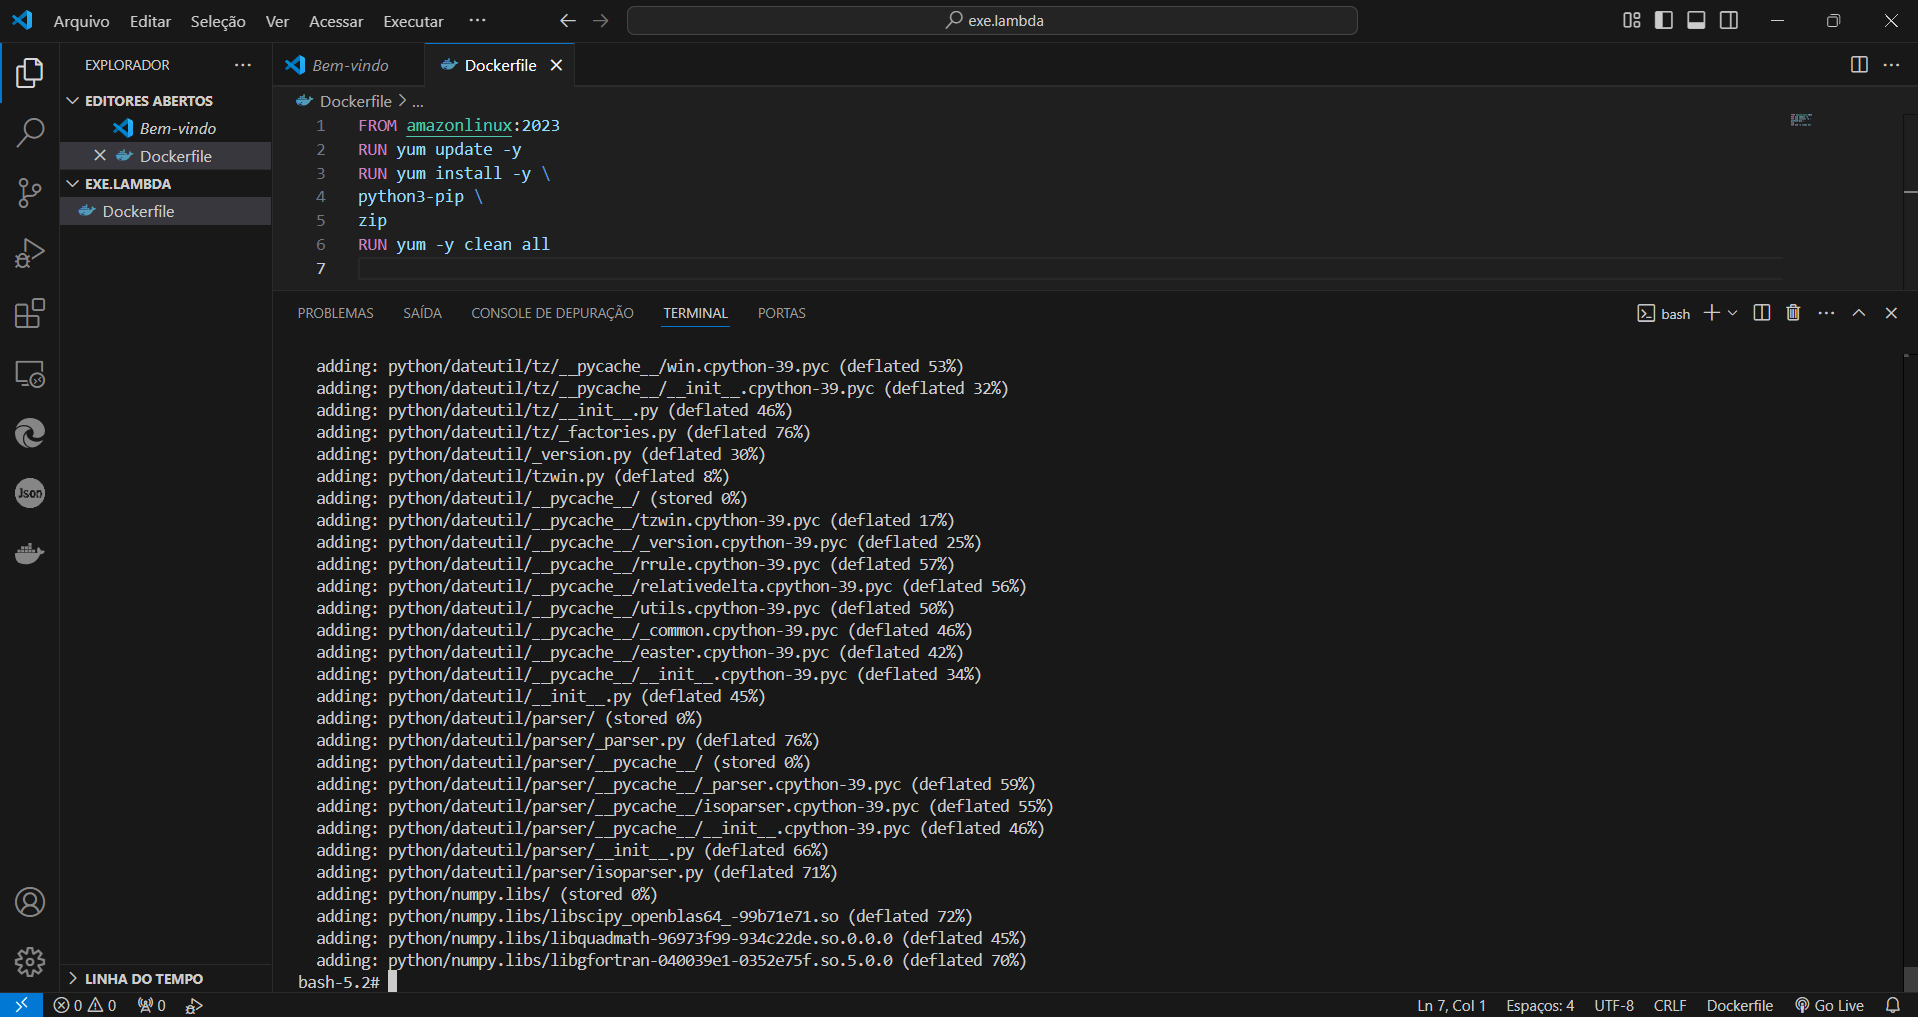 Arquivo Editar Seleção Ver Acessar Executar ··· exe.lambda
EXPLORADOR ···
EDITORES ABERTOS
Bem-vindo
Dockerfile
EXE.LAMBDA
Dockerfile
LINHA DO TEMPO
Json
Bem-vindo Dockerfile
Dockerfile > ...
1 FROM amazonlinux:2023
2 RUN yum update -y
3 RUN yum install -y \
4 python3-pip \
5 zip
6 RUN yum -y clean all
7
PROBLEMAS SAÍDA CONSOLE DE DEPURAÇÃO TERMINAL PORTAS bash
adding: python/dateutil/tz/__pycache__/win.cpython-39.pyc (deflated 53%)
adding: python/dateutil/tz/__pycache__/__init__.cpython-39.pyc (deflated 32%)
adding: python/dateutil/tz/__init__.py (deflated 46%)
adding: python/dateutil/tz/_factories.py (deflated 76%)
adding: python/dateutil/_version.py (deflated 30%)
adding: python/dateutil/tzwin.py (deflated 8%)
adding: python/dateutil/__pycache__/ (stored 0%)
adding: python/dateutil/__pycache__/tzwin.cpython-39.pyc (deflated 17%)
adding: python/dateutil/__pycache__/_version.cpython-39.pyc (deflated 25%)
adding: python/dateutil/__pycache__/rrule.cpython-39.pyc (deflated 57%)
adding: python/dateutil/__pycache__/relativedelta.cpython-39.pyc (deflated 56%)
adding: python/dateutil/__pycache__/utils.cpython-39.pyc (deflated 50%)
adding: python/dateutil/__pycache__/_common.cpython-39.pyc (deflated 46%)
adding: python/dateutil/__pycache__/easter.cpython-39.pyc (deflated 42%)
adding: python/dateutil/__pycache__/__init__.cpython-39.pyc (deflated 34%)
adding: python/dateutil/__init__.py (deflated 45%)
adding: python/dateutil/parser/ (stored 0%)
adding: python/dateutil/parser/_parser.py (deflated 76%)
adding: python/dateutil/parser/__pycache__/ (stored 0%)
adding: python/dateutil/parser/__pycache__/_parser.cpython-39.pyc (deflated 59%)
adding: python/dateutil/parser/__pycache__/isoparser.cpython-39.pyc (deflated 55%)
adding: python/dateutil/parser/__pycache__/__init__.cpython-39.pyc (deflated 46%)
adding: python/dateutil/parser/__init__.py (deflated 66%)
adding: python/dateutil/parser/isoparser.py (deflated 71%)
adding: python/numpy.libs/ (stored 0%)
adding: python/numpy.libs/libscipy_openblas64_-99b71e71.so (deflated 72%)
adding: python/numpy.libs/libquadmath-96973f99-934c22de.so.0.0.0 (deflated 45%)
adding: python/numpy.libs/libgfortran-040039e1-0352e75f.so.5.0.0 (deflated 70%)
bash-5.2#
0 0 0 Ln 7, Col 1 Espaços: 4 UTF-8 CRLF Dockerfile Go Live